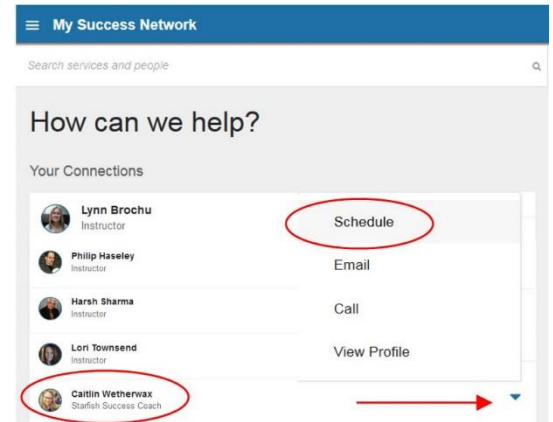 My Success Network
Search services and people
How can we help?
Your Connections
Lynn Brochu
Instructor
Philip Haseley
Instructor
Harsh Sharma
Instructor
Lori Townsend
Instructor
Caitlin Wetherwax
Starfish Success Coach
Schedule
Email
Call
View Profile